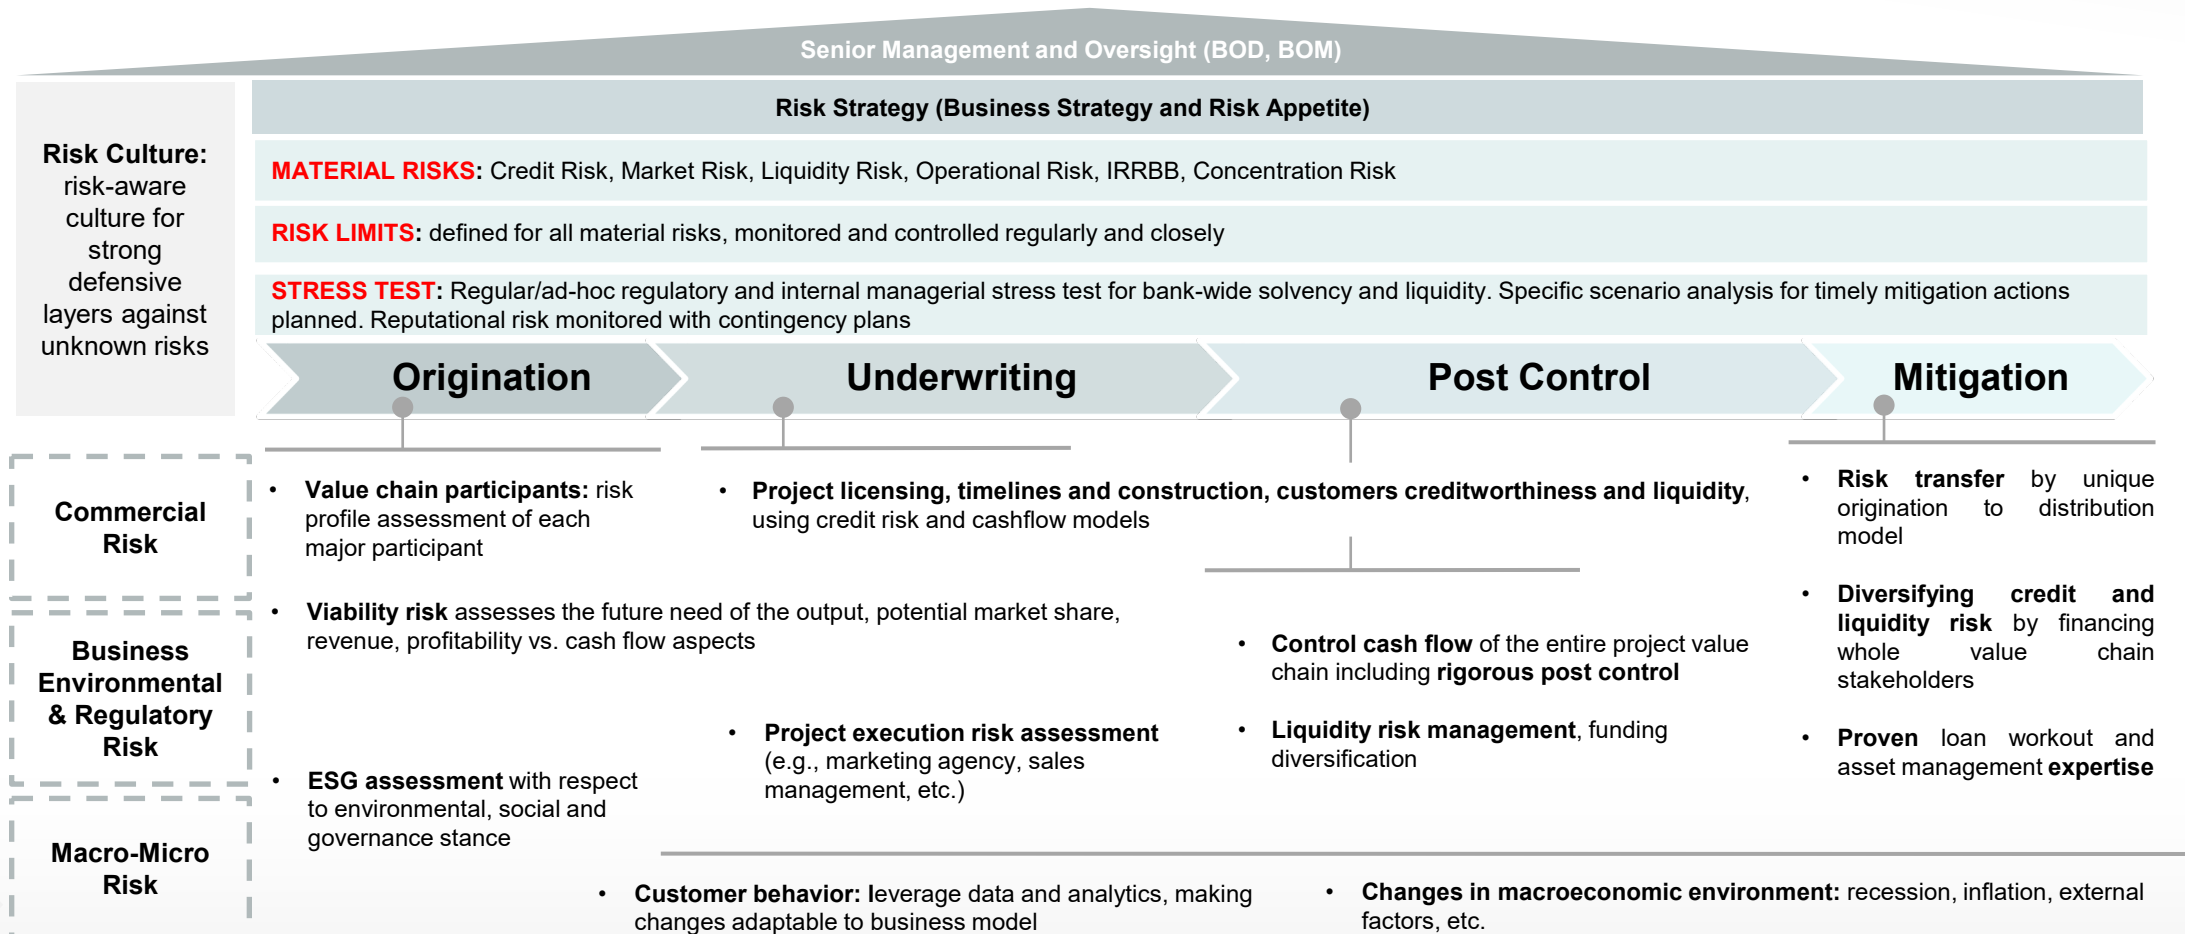 Senior Management and Oversight (BOD, BOM)
Risk Strategy (Business Strategy and Risk Appetite)
Risk Culture:
risk-aware
culture for
strong
defensive
layers against
unknown risks
MATERIAL RISKS: Credit Risk, Market Risk, Liquidity Risk, Operational Risk, IRRBB, Concentration Risk
RISK LIMITS: defined for all material risks, monitored and controlled regularly and closely
STRESS TEST: Regular/ad-hoc regulatory and internal managerial stress test for bank-wide solvency and liquidity. Specific scenario analysis for timely mitigation actions
planned. Reputational risk monitored with contingency plans
Origination
Underwriting
Post Control
Mitigation
Commercial
Risk
Business
Environmental
& Regulatory
Risk
Macro-Micro
Risk
• Value chain participants: risk
profile assessment of each
major participant
• Viability risk assesses the future need of the output, potential market share,
revenue, profitability vs. cash flow aspects
• ESG assessment with respect
to environmental, social and
governance stance
• Project licensing, timelines and construction, customers creditworthiness and liquidity,
using credit risk and cashflow models
• Project execution risk assessment
(e.g., marketing agency, sales
management, etc.)
• Control cash flow of the entire project value
chain including rigorous post control
• Liquidity risk management, funding
diversification
• Risk transfer by unique
origination to distribution
model
• Diversifying credit and
liquidity risk by financing
whole value chain
stakeholders
• Proven loan workout and
asset management expertise
• Customer behavior: leverage data and analytics, making
changes adaptable to business model
• Changes in macroeconomic environment: recession, inflation, external
factors, etc.